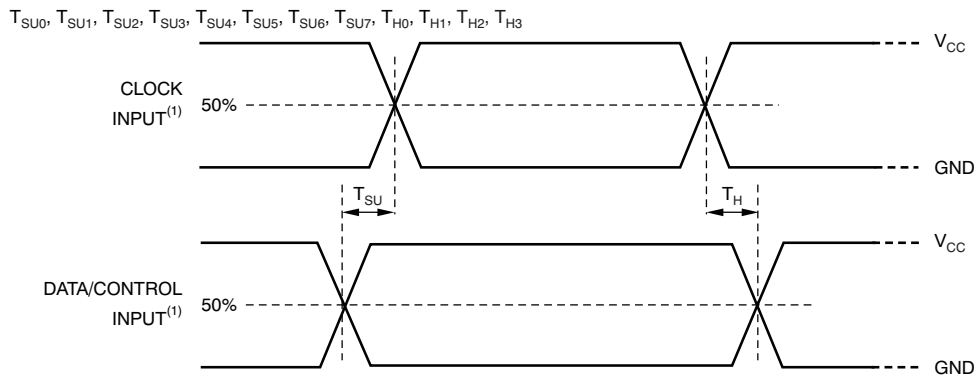 TSU0, TSU1, TSU2, TSU3, TSU4, TSU5, TSU6, TSU7, TH0, TH1, TH2, TH3
VCC
CLOCK
INPUT(1)
50%
GND
TSU
TH
VCC
DATA/CONTROL
INPUT(1)
50%
GND